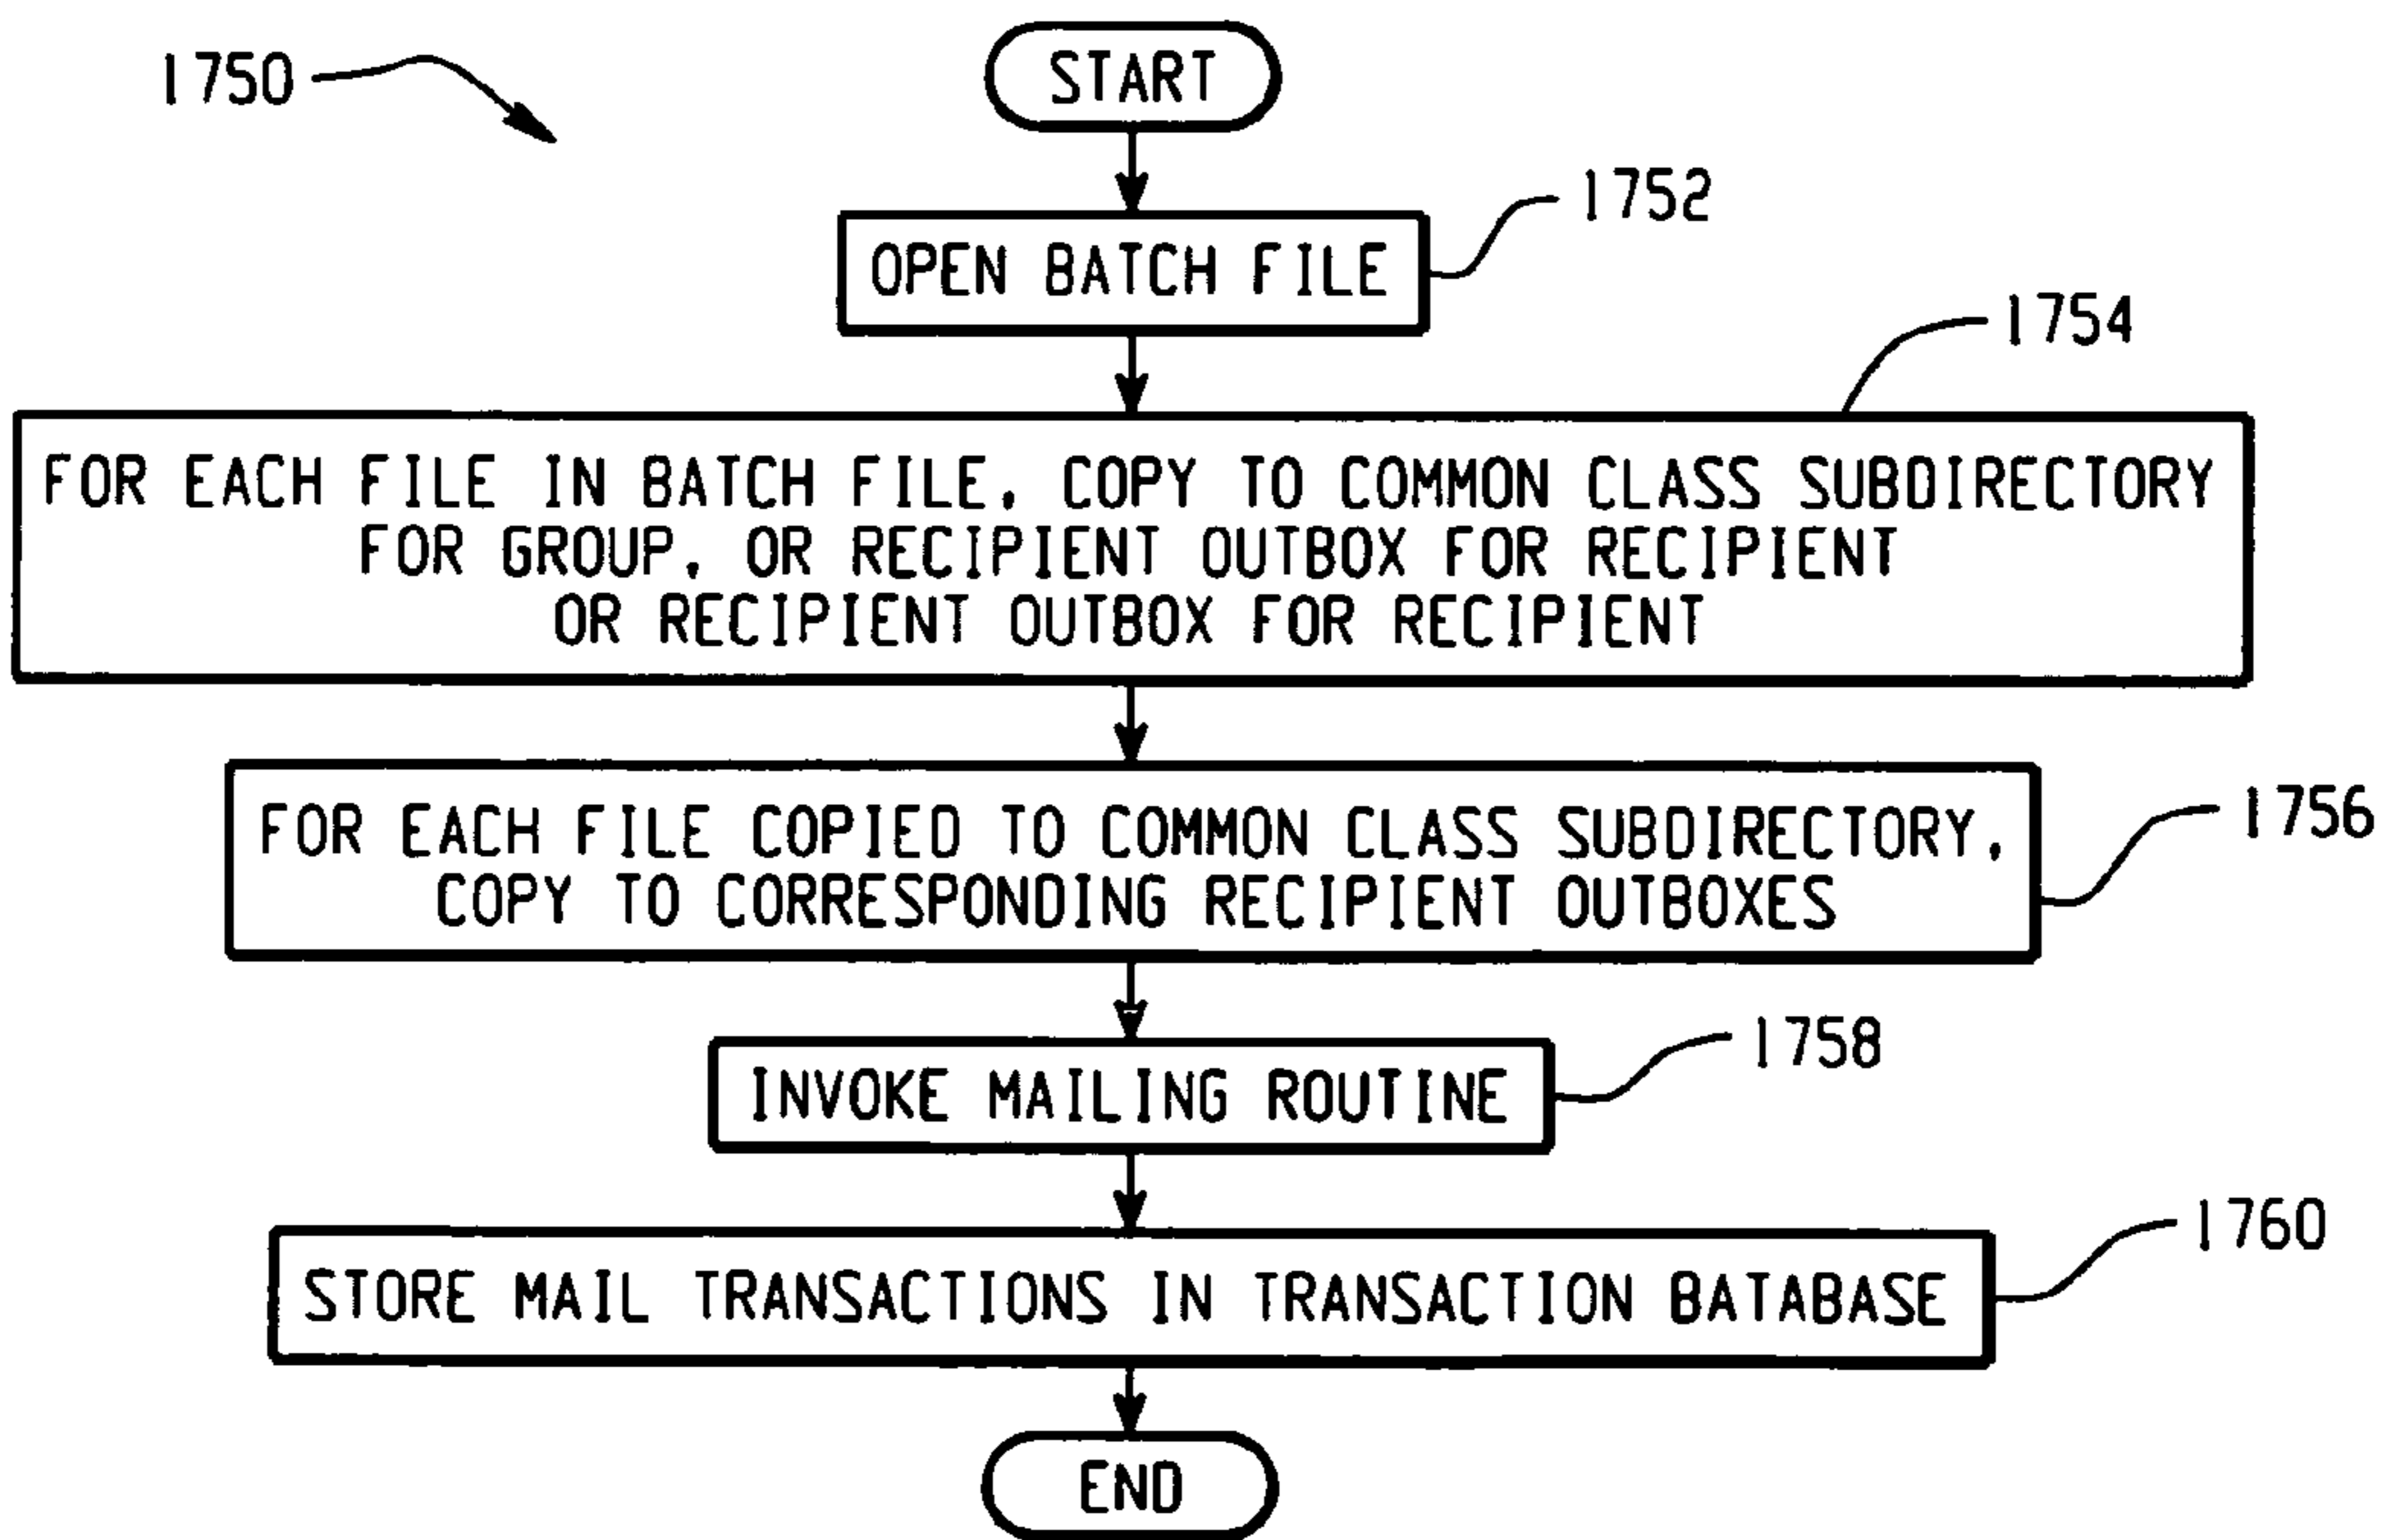 1750
START
1752
OPEN BATCH FILE
1754
FOR EACH FILE IN BATCH FILE, COPY TO COMMON CLASS SUBDIRECTORY
FOR GROUP, OR RECIPIENT OUTBOX FOR RECIPIENT
OR RECIPIENT OUTBOX FOR RECIPIENT
1756
FOR EACH FILE COPIED TO COMMON CLASS SUBDIRECTORY,
COPY TO CORRESPONDING RECIPIENT OUTBOXES
1758
INVOKE MAILING ROUTINE
1760
STORE MAIL TRANSACTIONS IN TRANSACTION BATABASE
END